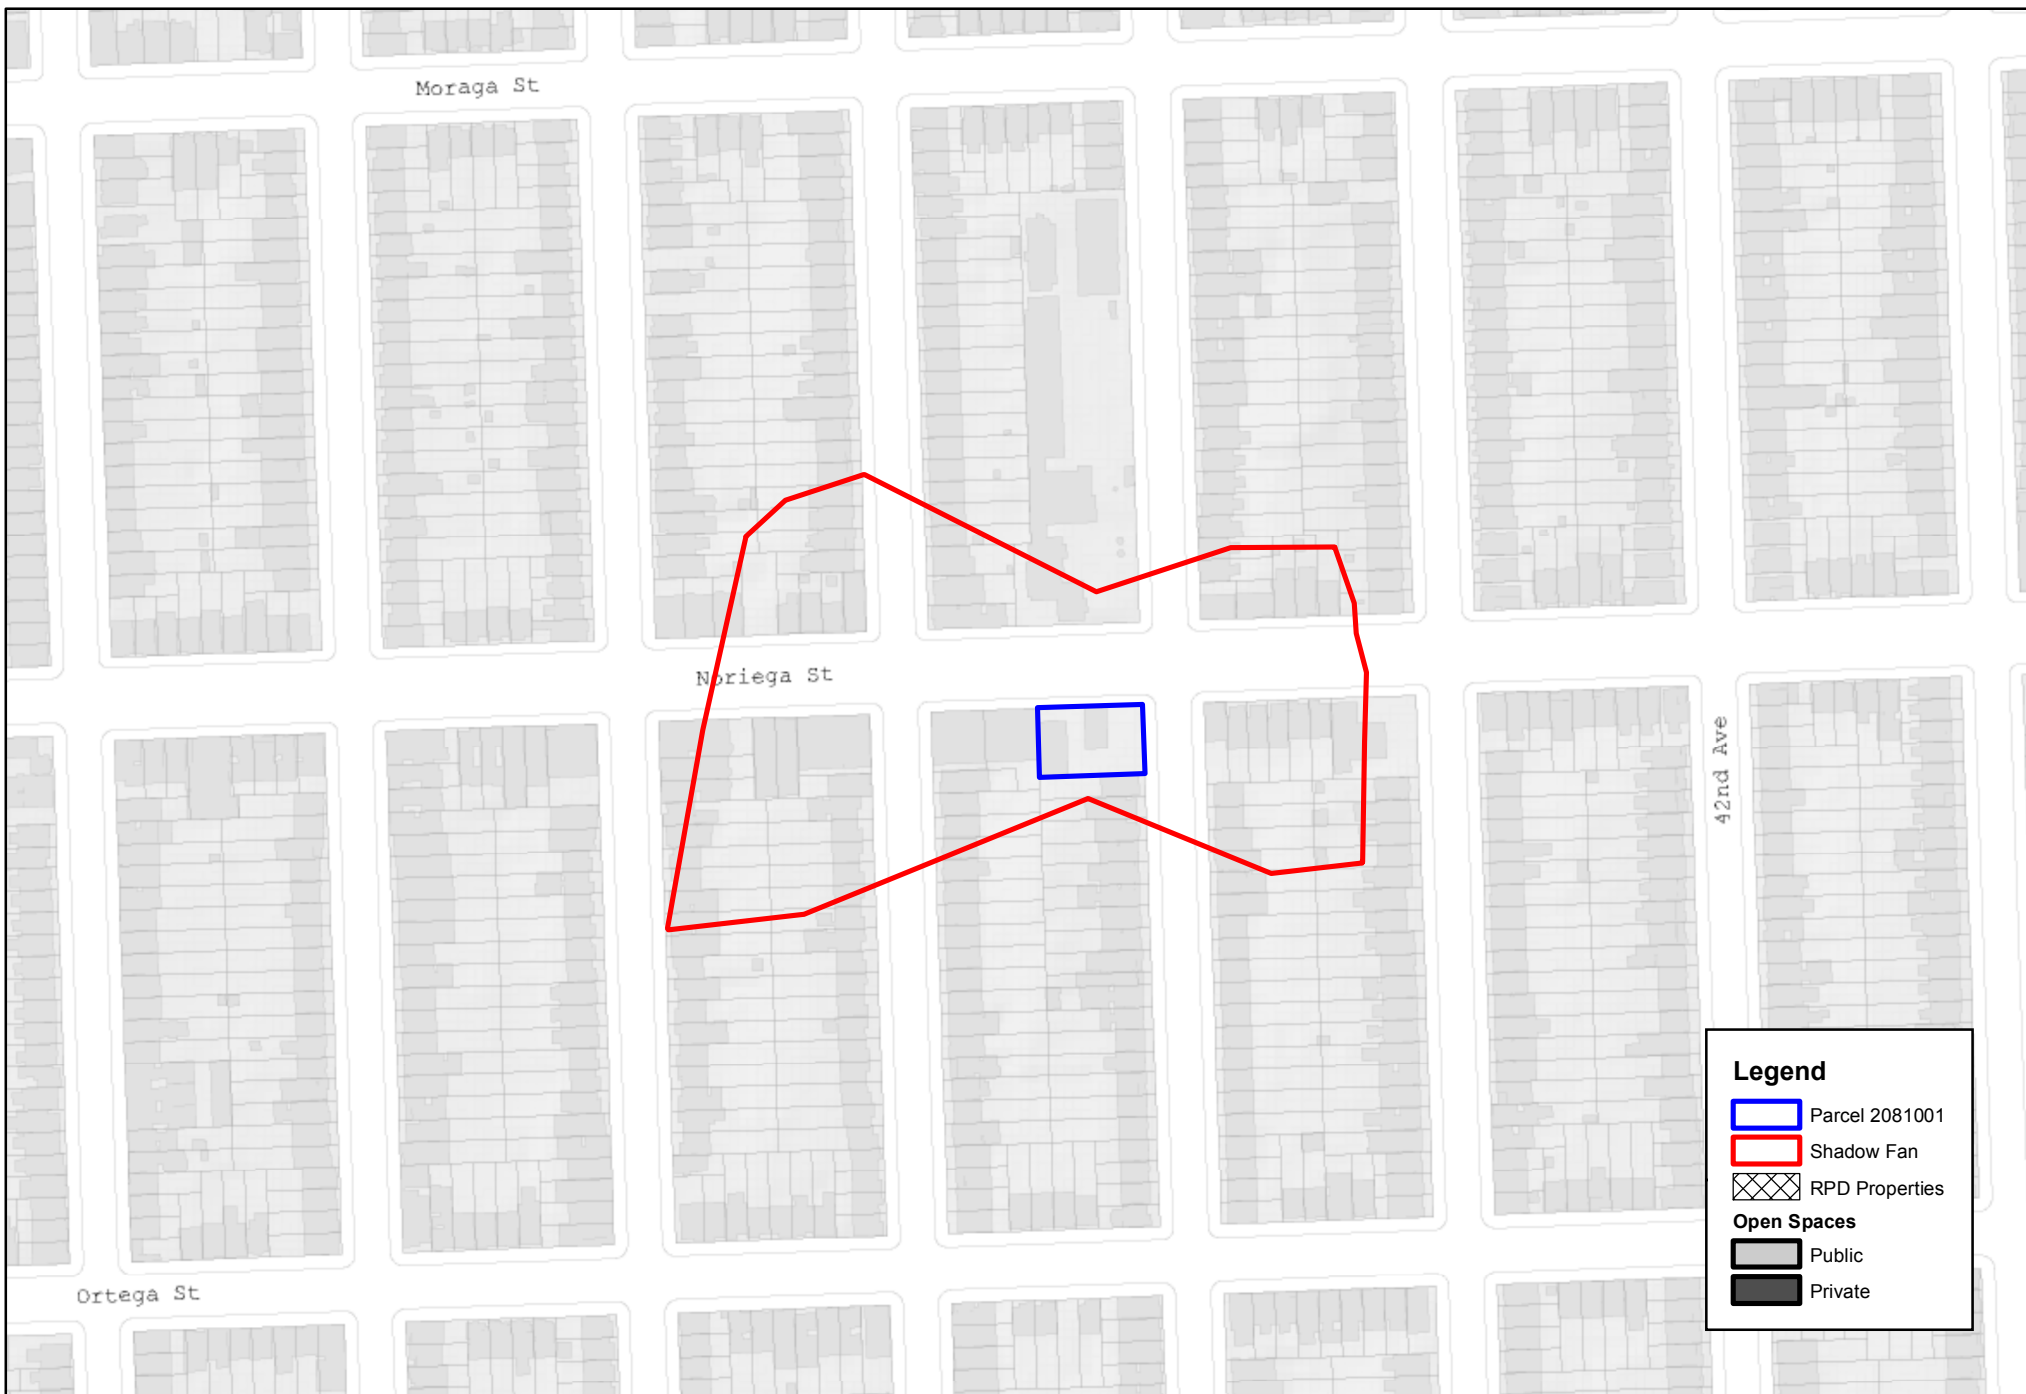 Moraga St
Noriega St
42nd Ave
Ortega St
Legend
Parcel 2081001
Shadow Fan
RPD Properties
Open Spaces
Public
Private